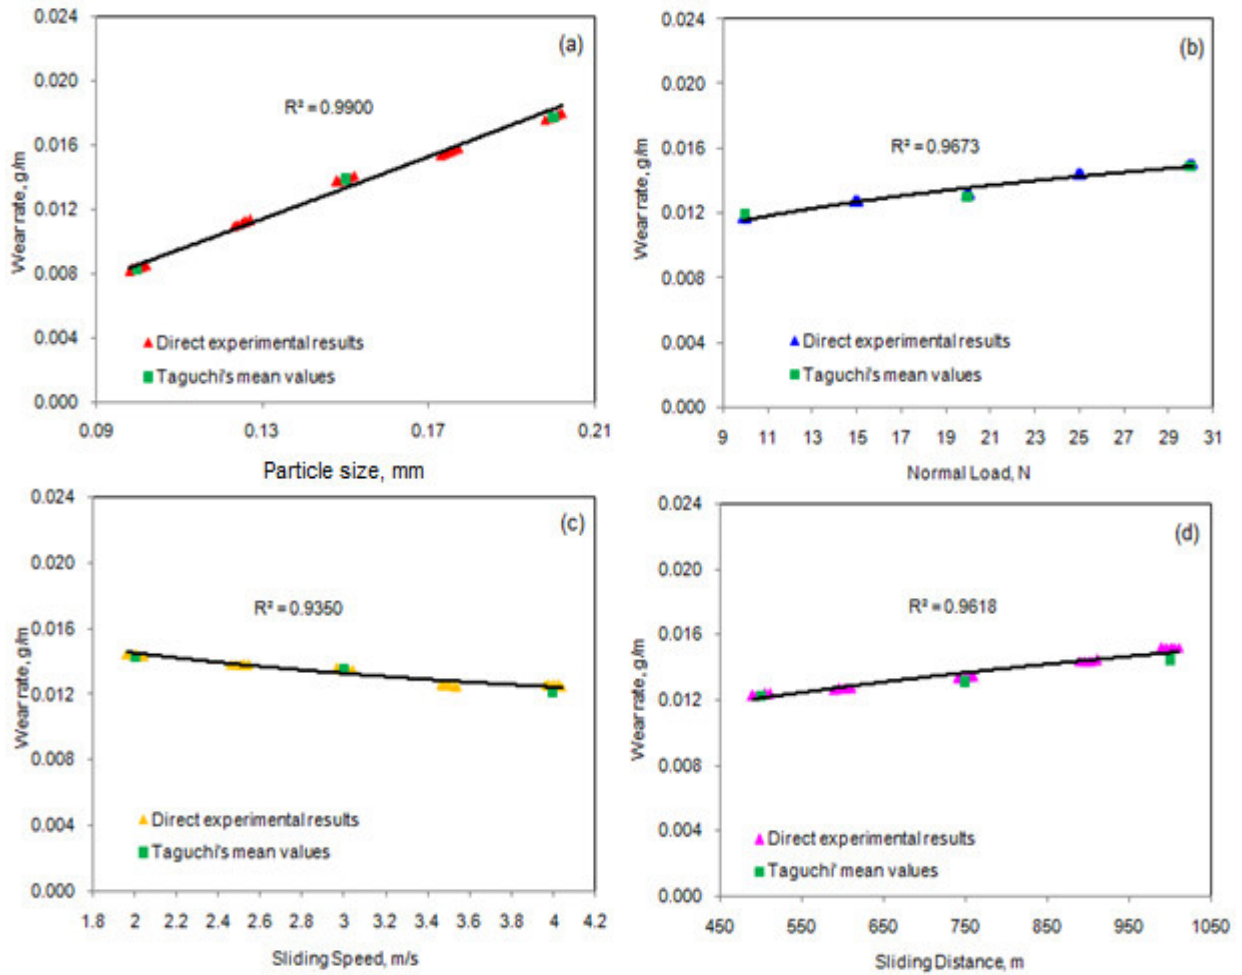 0.024
0.020
0.016
0.012
0.008
0.004
0.000
Wear rate, g/m
(a)
R² = 0.9900
Direct experimental results
Taguchi's mean values
0.09 0.13 0.17 0.21
Particle size, mm
0.024
0.020
0.016
0.012
0.008
0.004
0.000
Wear rate, g/m
(b)
R² = 0.9673
Direct experimental results
Taguchi's mean values
9 11 13 15 17 19 21 23 25 27 29 31
Normal Load, N
0.024
0.020
0.016
0.012
0.008
0.004
0.000
Wear rate, g/m
(c)
R² = 0.9350
Direct experimental results
Taguchi's mean values
1.8 2 2.2 2.4 2.6 2.8 3 3.2 3.4 3.6 3.8 4 4.2
Sliding Speed, m/s
0.024
0.020
0.016
0.012
0.008
0.004
0.000
Wear rate, g/m
(d)
R² = 0.9618
Direct experimental results
Taguchi' mean values
450 550 650 750 850 950 1050
Sliding Distance, m